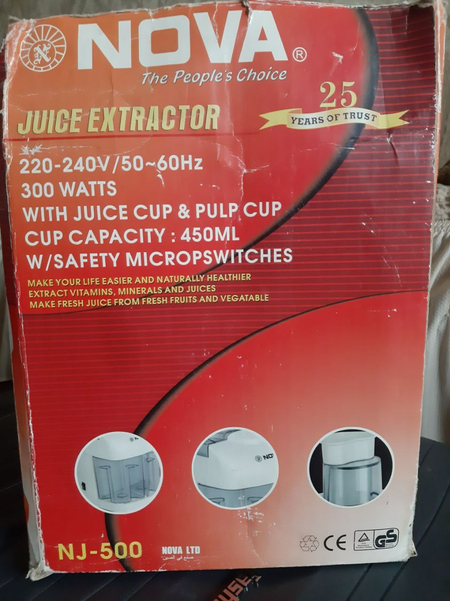 NOVA®
The People's Choice
JUICE EXTRACTOR
25
YEARS OF TRUST
220-240V/50~60Hz
300 WATTS
WITH JUICE CUP & PULP CUP
CUP CAPACITY : 450ML
W/SAFETY MICROPSWITCHES
MAKE YOUR LIFE EASIER AND NATURALLY HEALTHIER
EXTRACT VITAMINS, MINERALS AND JUICES
MAKE FRESH JUICE FROM FRESH FRUITS AND VEGATABLE
NOVA
NJ-500
NOVA LTD
CE
GS